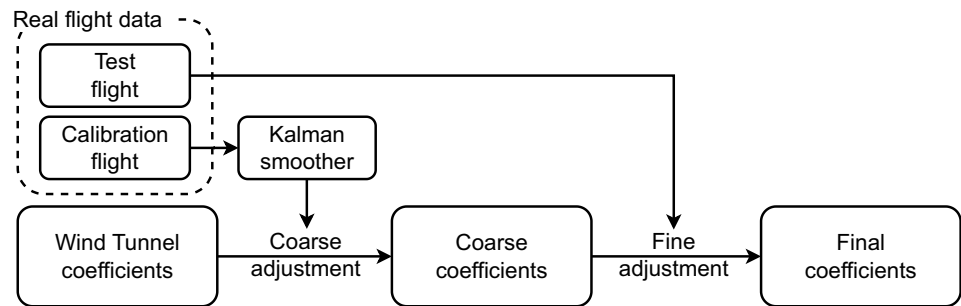 Real flight data
Test
flight
Calibration
flight
Kalman
smoother
Wind Tunnel
coefficients
Coarse
adjustment
Coarse
coefficients
Fine
adjustment
Final
coefficients